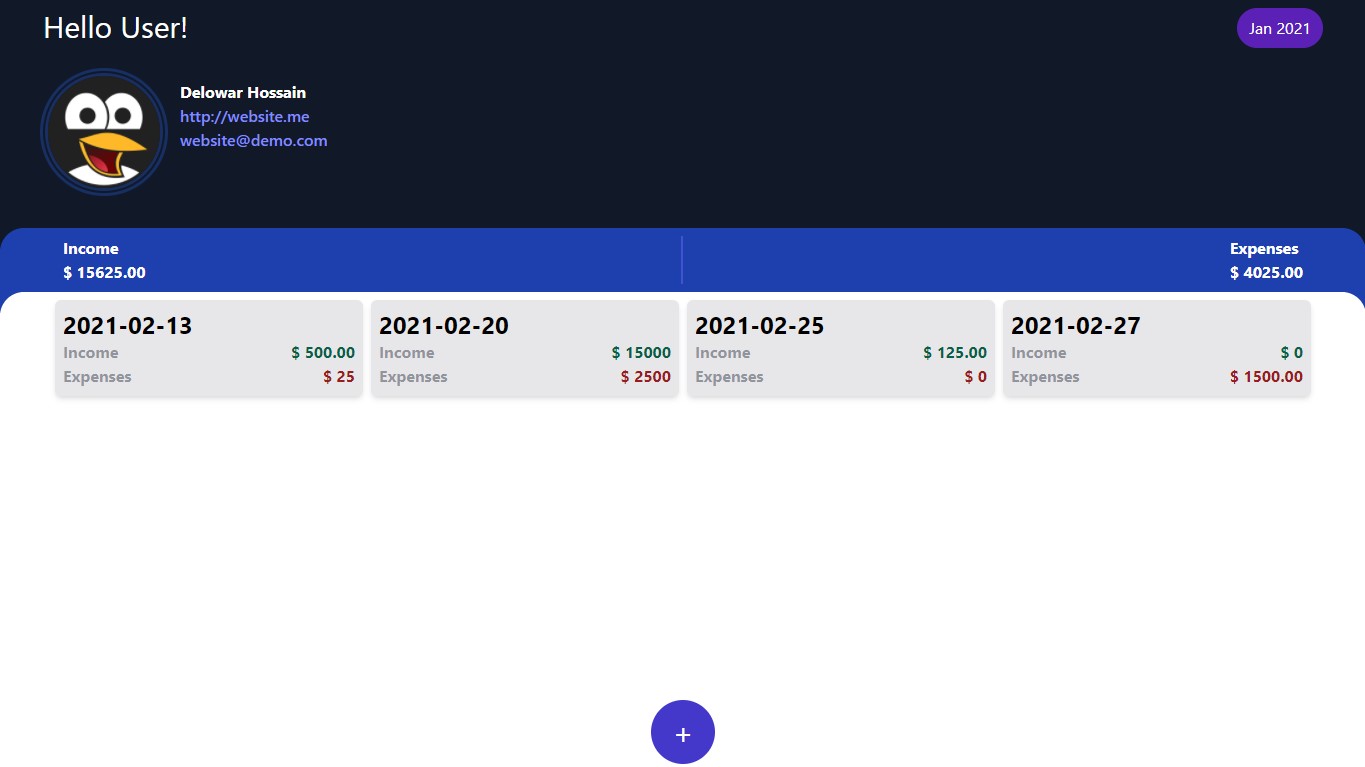 Hello User!
Jan 2021
Delowar Hossain
http://website.me
website@demo.com
Income
$ 15625.00
Expenses
$ 4025.00
2021-02-13
Income $ 500.00
Expenses $ 25
2021-02-20
Income $ 15000
Expenses $ 2500
2021-02-25
Income $ 125.00
Expenses $ 0
2021-02-27
Income $ 0
Expenses $ 1500.00
+